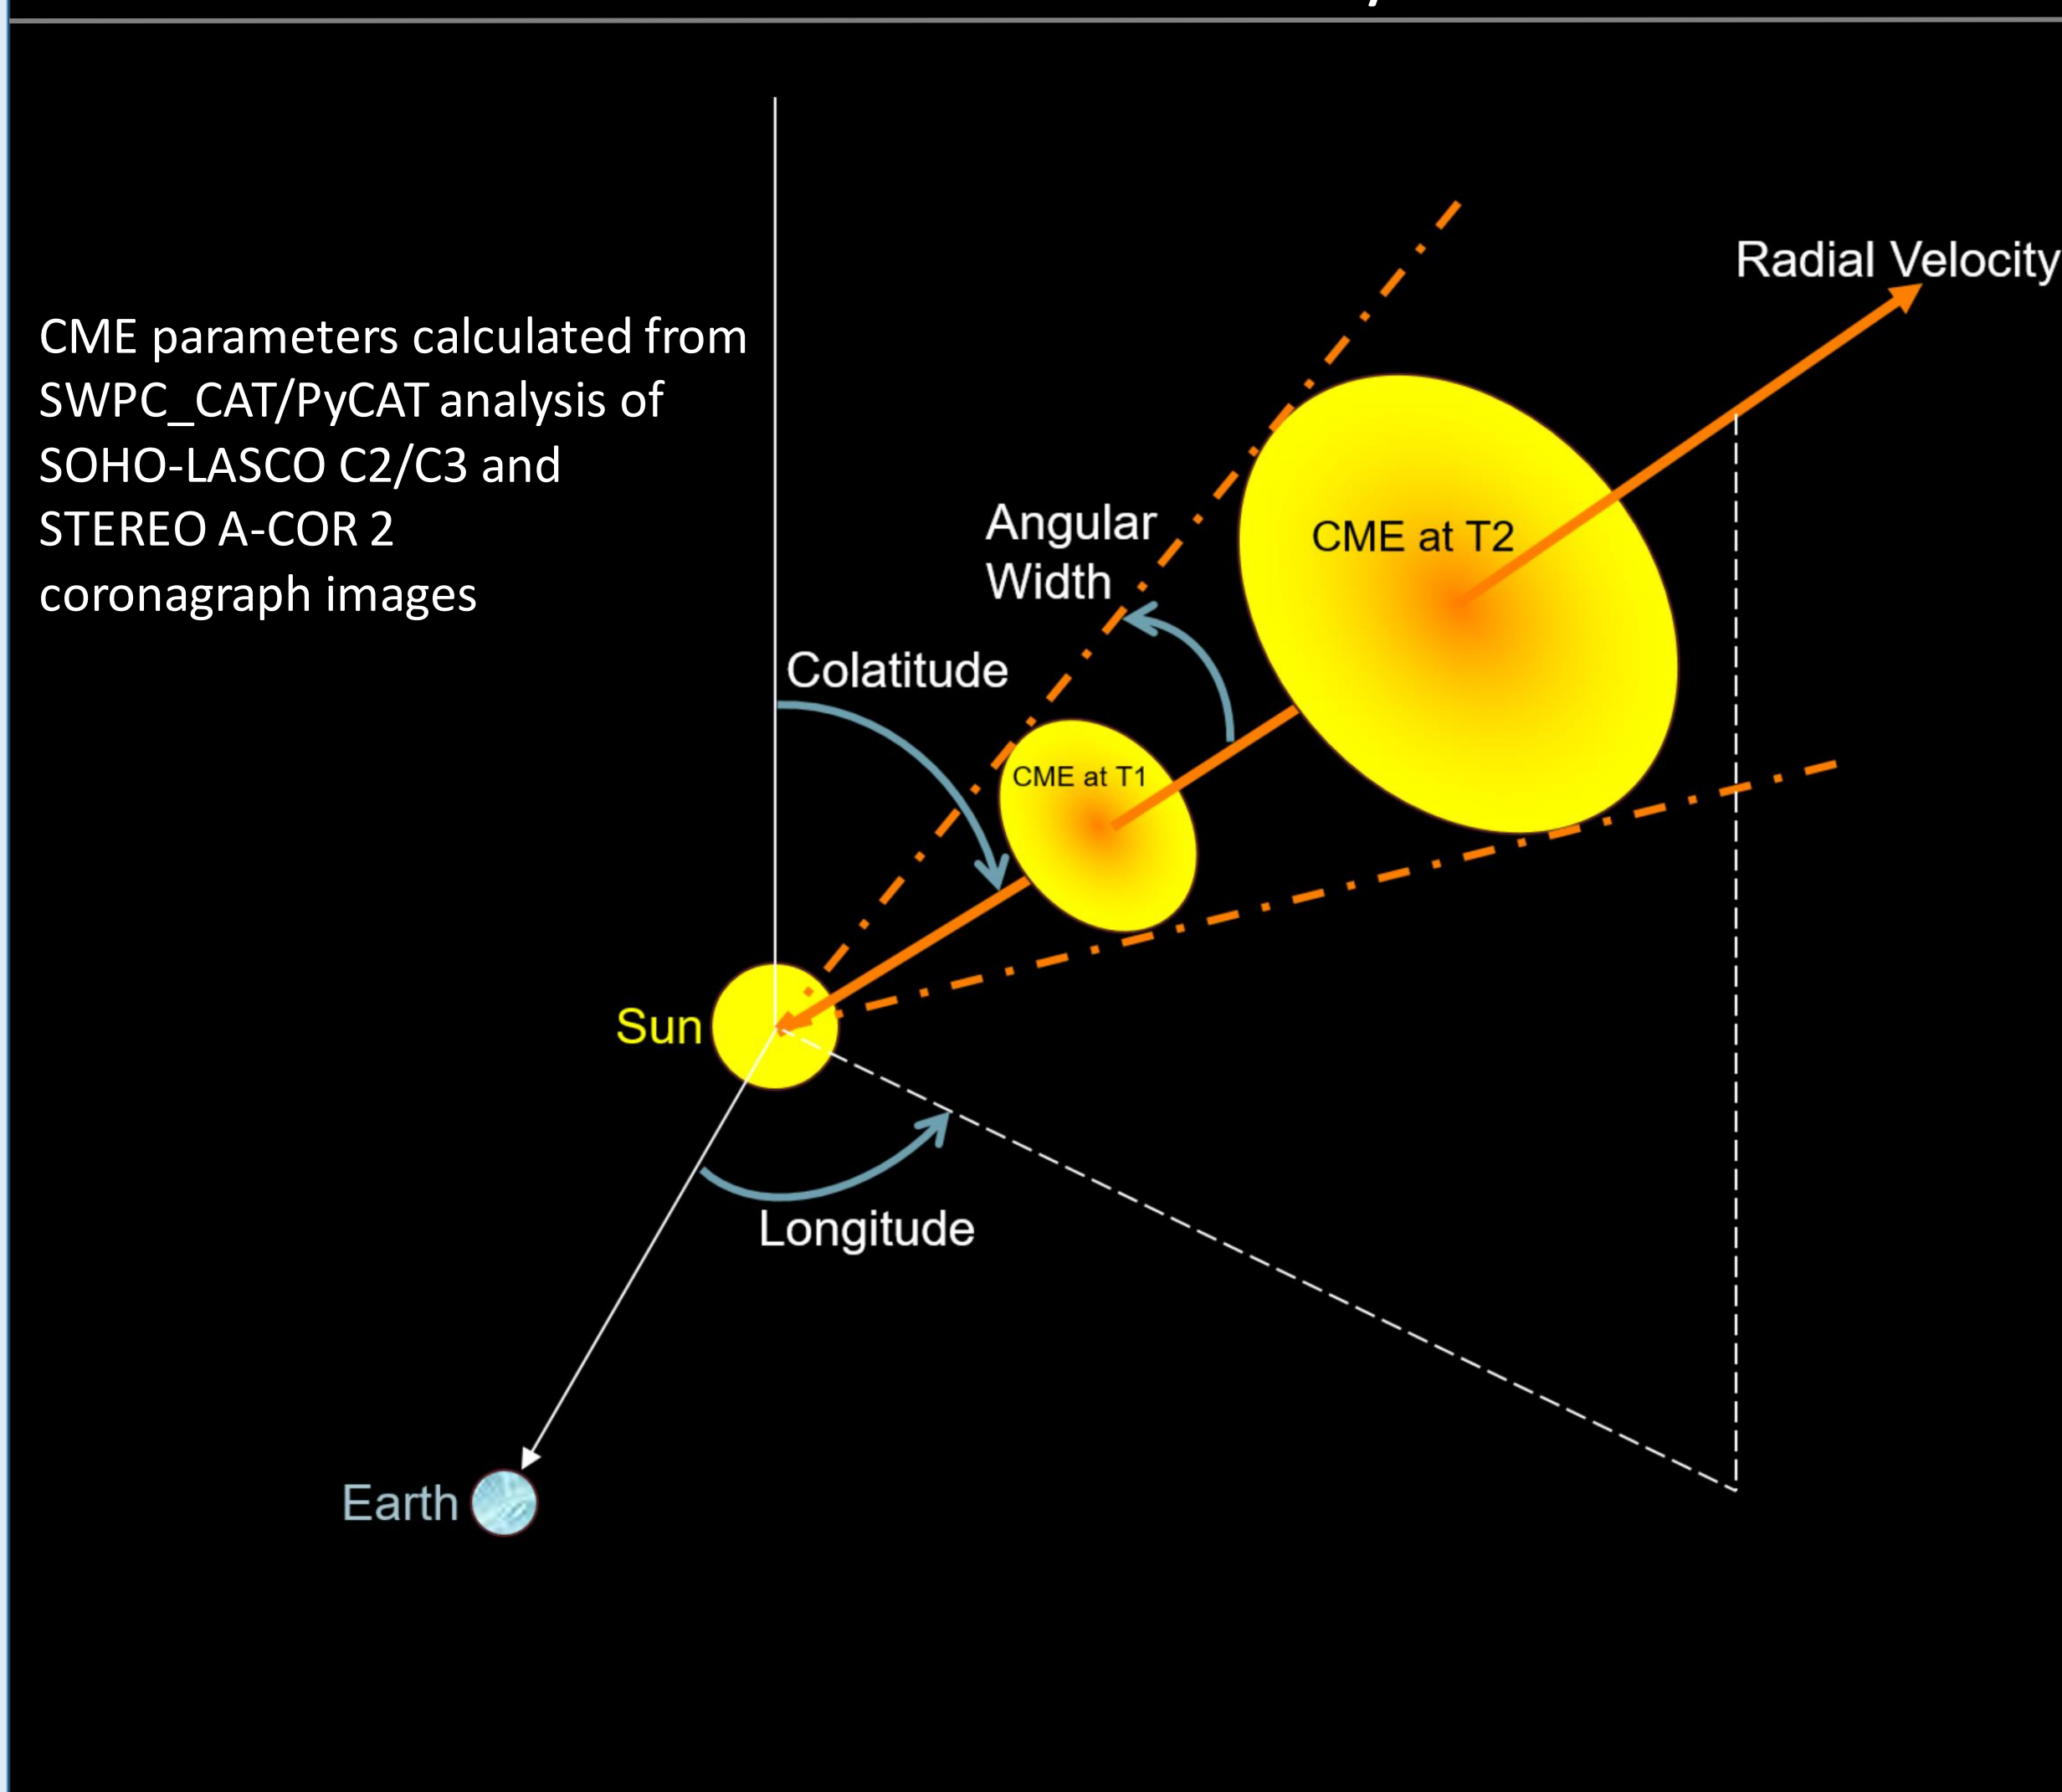 CME parameters calculated from
SWPC_CAT/PyCAT analysis of
SOHO-LASCO C2/C3 and
STEREO A-COR 2
coronagraph images
Radial Velocity
CME at T2
Angular
Width
Colatitude
CME at T1
Sun
Longitude
Earth